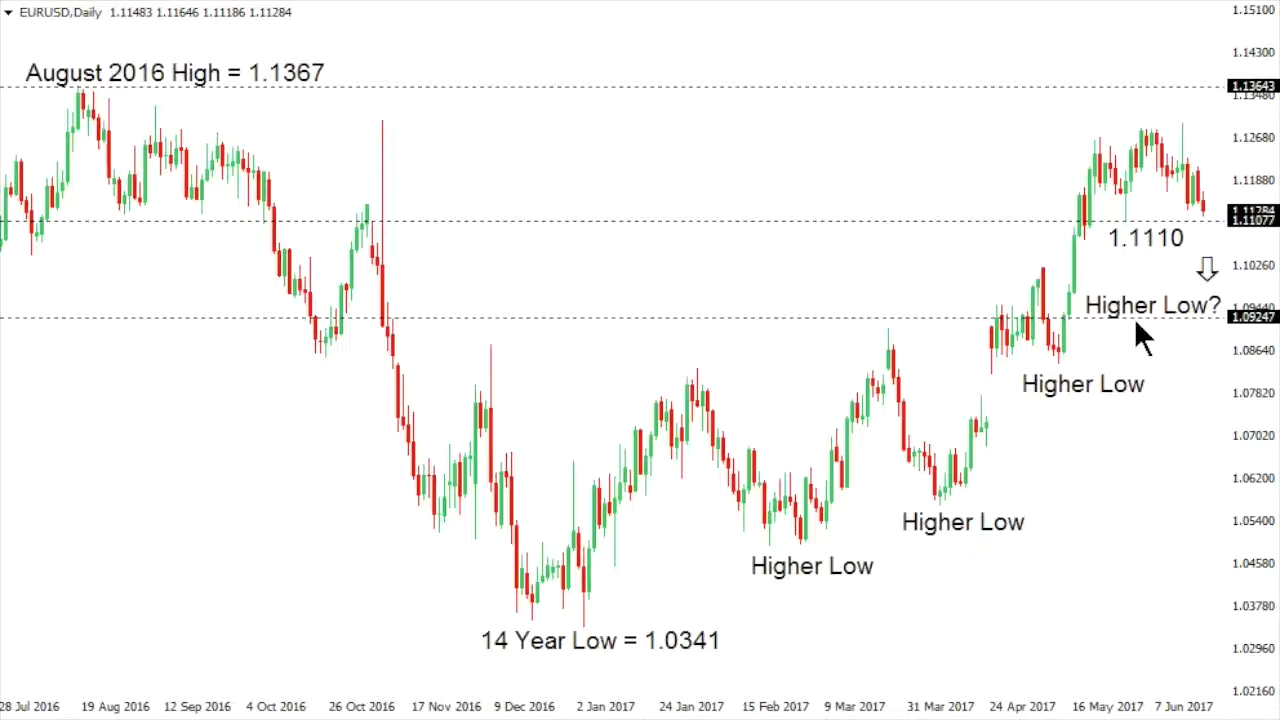 EURUSD,Daily 1.11483 1.11646 1.11186 1.11284
1.15100
1.14300
August 2016 High = 1.1367
1.13643
1.13480
1.12680
1.11880
1.11284
1.11077
1.1110
1.10260
Higher Low?
1.09440
1.09247
1.08640
Higher Low
1.07820
1.07020
1.06200
Higher Low
1.05400
Higher Low
1.04580
1.03780
14 Year Low = 1.0341
1.02960
1.02160
28 Jul 2016 19 Aug 2016 12 Sep 2016 4 Oct 2016 26 Oct 2016 17 Nov 2016 9 Dec 2016 2 Jan 2017 24 Jan 2017 15 Feb 2017 9 Mar 2017 31 Mar 2017 24 Apr 2017 16 May 2017 7 Jun 2017